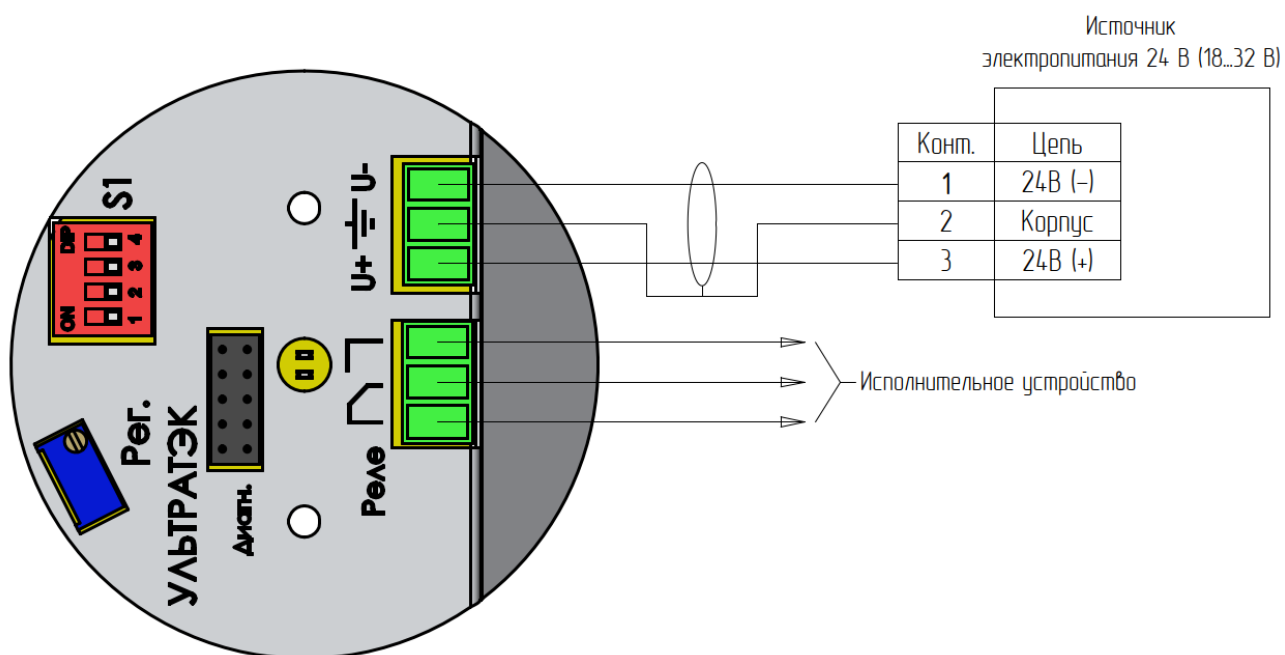 Источник
электропитания 24 В (18...32 В)
Конт. Цепь
1 24В (–)
2 Корпус
3 24В (+)
Исполнительное устройство
S1
DIP
ON
1 2 3 4
U-
U+
Рег.
УЛЬТРАТЭК
Диагн.
Реле